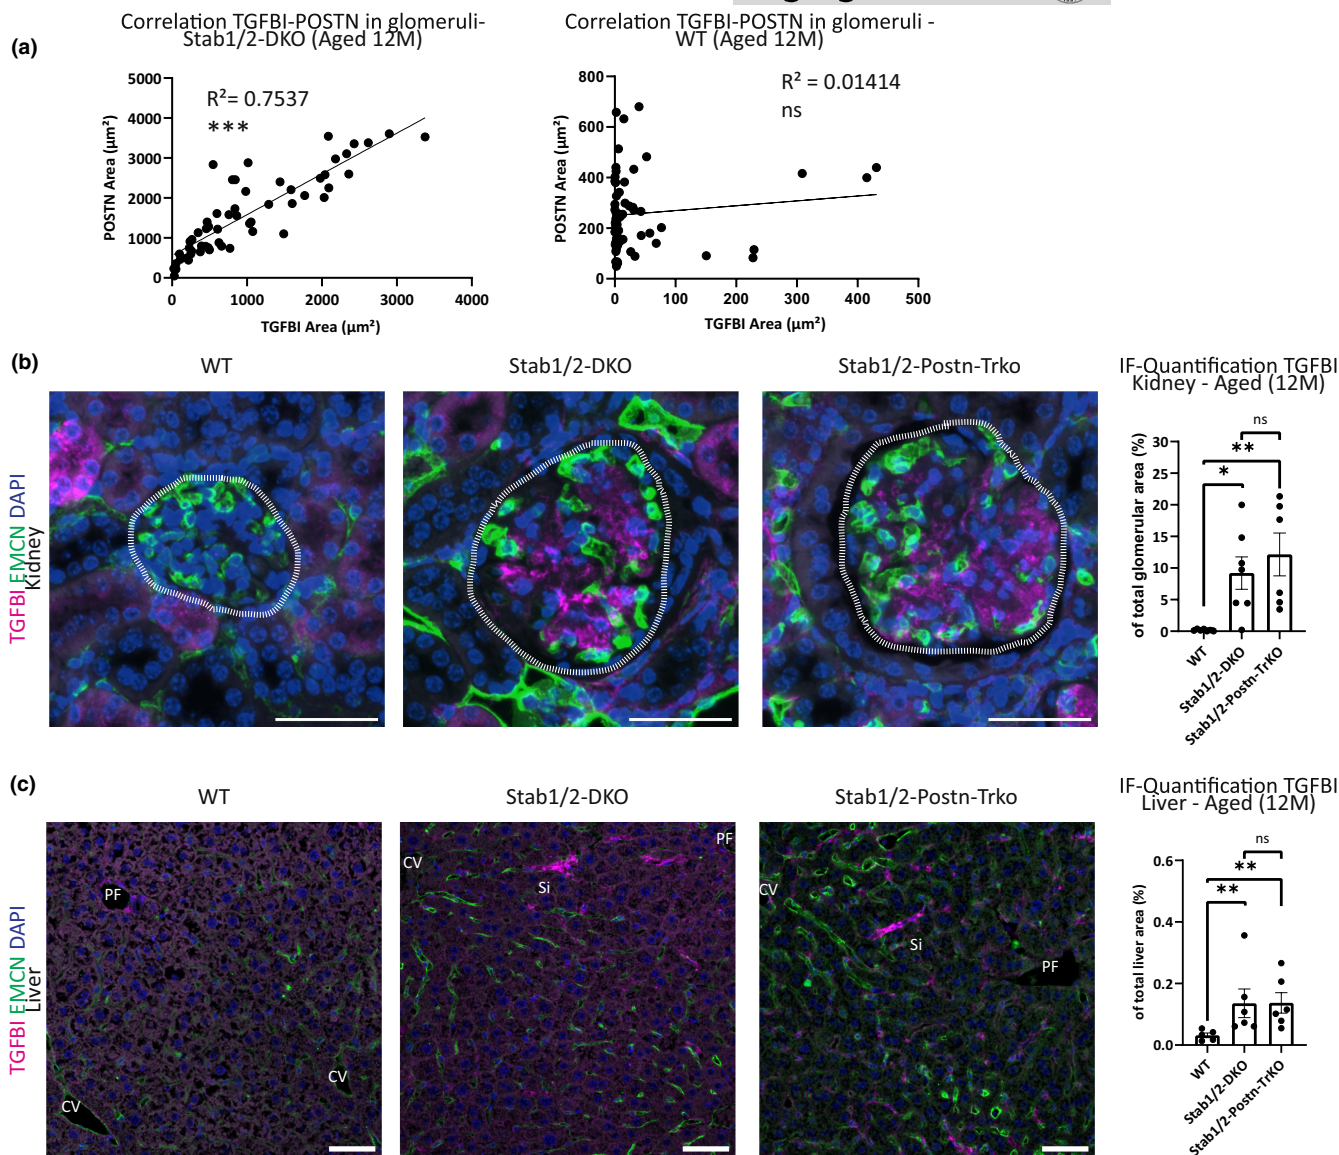 (a)
Correlation TGFBI-POSTN in glomeruli-
Stab1/2-DKO (Aged 12M)
R²= 0.7537
***
5000
4000
3000
2000
1000
0
POSTN Area (µm²)
0 1000 2000 3000 4000
TGFBI Area (µm²)
Correlation TGFBI-POSTN in glomeruli -
WT (Aged 12M)
R² = 0.01414
ns
800
600
400
200
0
POSTN Area (µm²)
0 100 200 300 400 500
TGFBI Area (µm²)
(b)
WT
Stab1/2-DKO
Stab1/2-Postn-Trko
TGFBI EMCN DAPI
Kidney
IF-Quantification TGFBI
Kidney - Aged (12M)
ns
**
*
30
25
20
15
10
5
0
of total glomerular area (%)
WT
Stab1/2-DKO
Stab1/2-Postn-TrKO
(c)
WT
Stab1/2-DKO
Stab1/2-Postn-Trko
TGFBI EMCN DAPI
Liver
PF
CV
CV
CV
PF
Si
CV
Si
PF
IF-Quantification TGFBI
Liver - Aged (12M)
ns
**
**
0.6
0.4
0.2
0.0
of total liver area (%)
WT
Stab1/2-DKO
Stab1/2-Postn-TrKO